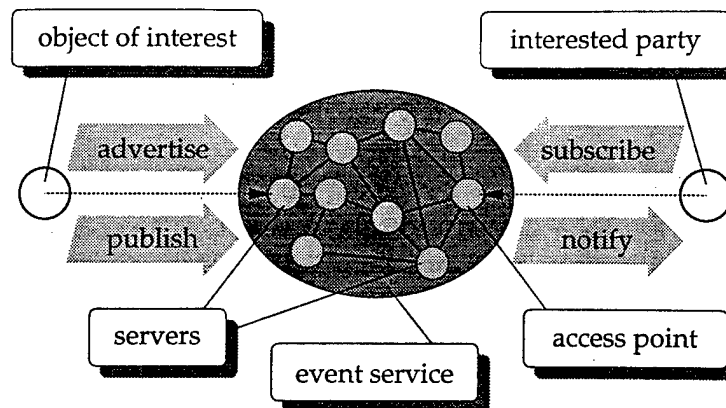 object of interest
interested party
advertise
subscribe
publish
notify
servers
access point
event service